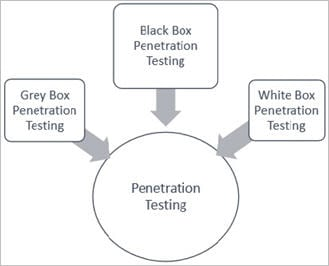 Black Box
Penetration
Testing
Grey Box
Penetration
Testing
White Box
Penetration
Testing
Penetration
Testing